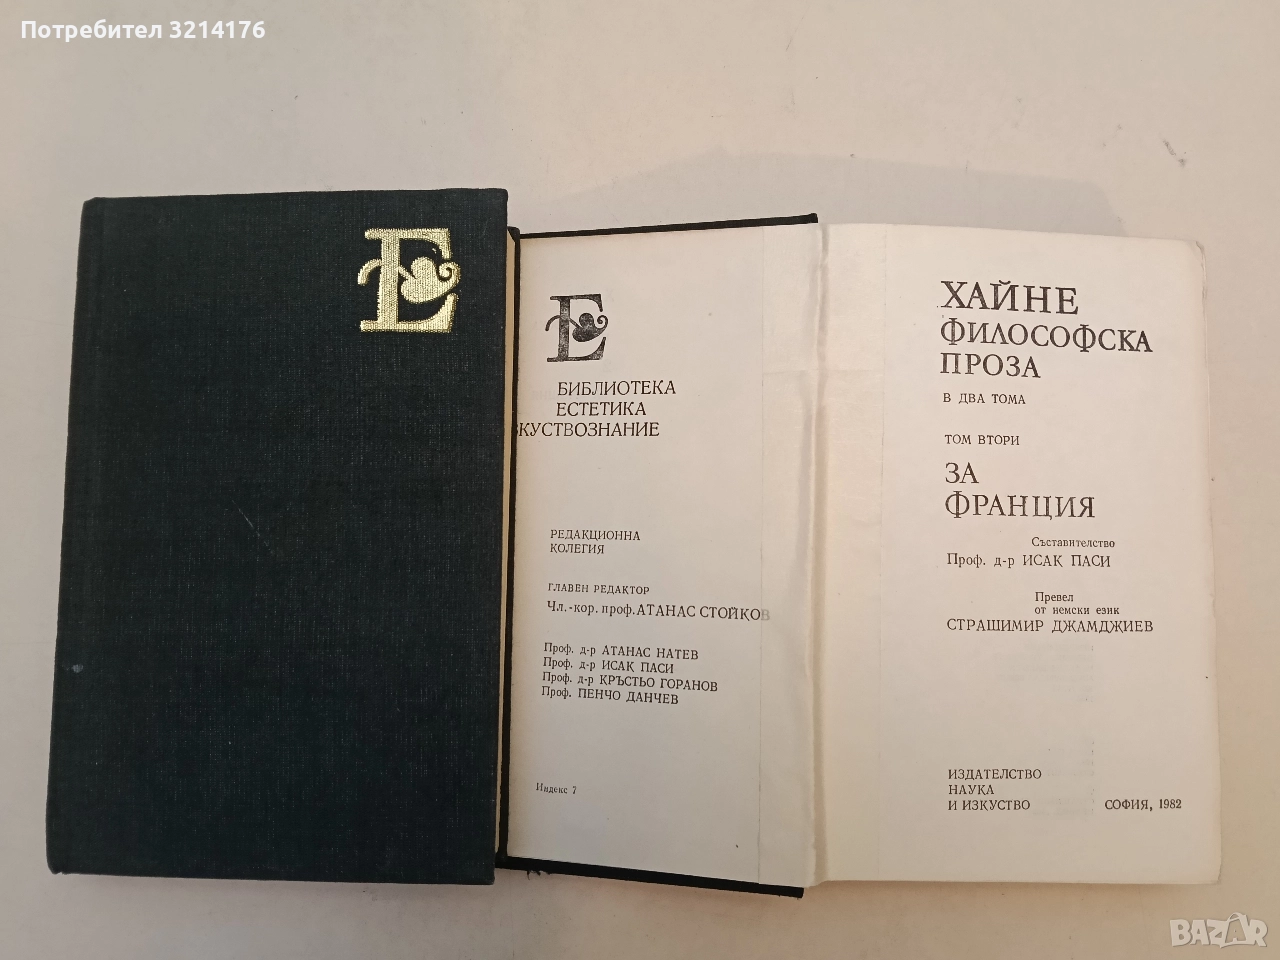 Потребител 3214176
Е
Е
БИБЛИОТЕКА
ЕСТЕТИКА
КУСТВОЗНАНИЕ
РЕДАКЦИОННА
КОЛЕГИЯ
ГЛАВЕН РЕДАКТОР
Чл.-кор. проф. АТАНАС СТОЙКОВ
Проф. д-р АТАНАС НАТЕВ
Проф. д-р ИСАК ПАСИ
Проф. д-р КРЪСТЬО ГОРАНОВ
Проф. ПЕНЧО ДАНЧЕВ
Индекс 7
ХАЙНЕ
ФИЛОСОФСКА
ПРОЗА
В ДВА ТОМА
ТОМ ВТОРИ
ЗА
ФРАНЦИЯ
Съставителство
Проф. д-р ИСАК ПАСИ
Превел
от немски език
СТРАШИМИР ДЖАМДЖИЕВ
ИЗДАТЕЛСТВО
НАУКА
И ИЗКУСТВО СОФИЯ, 1982
BAZAR